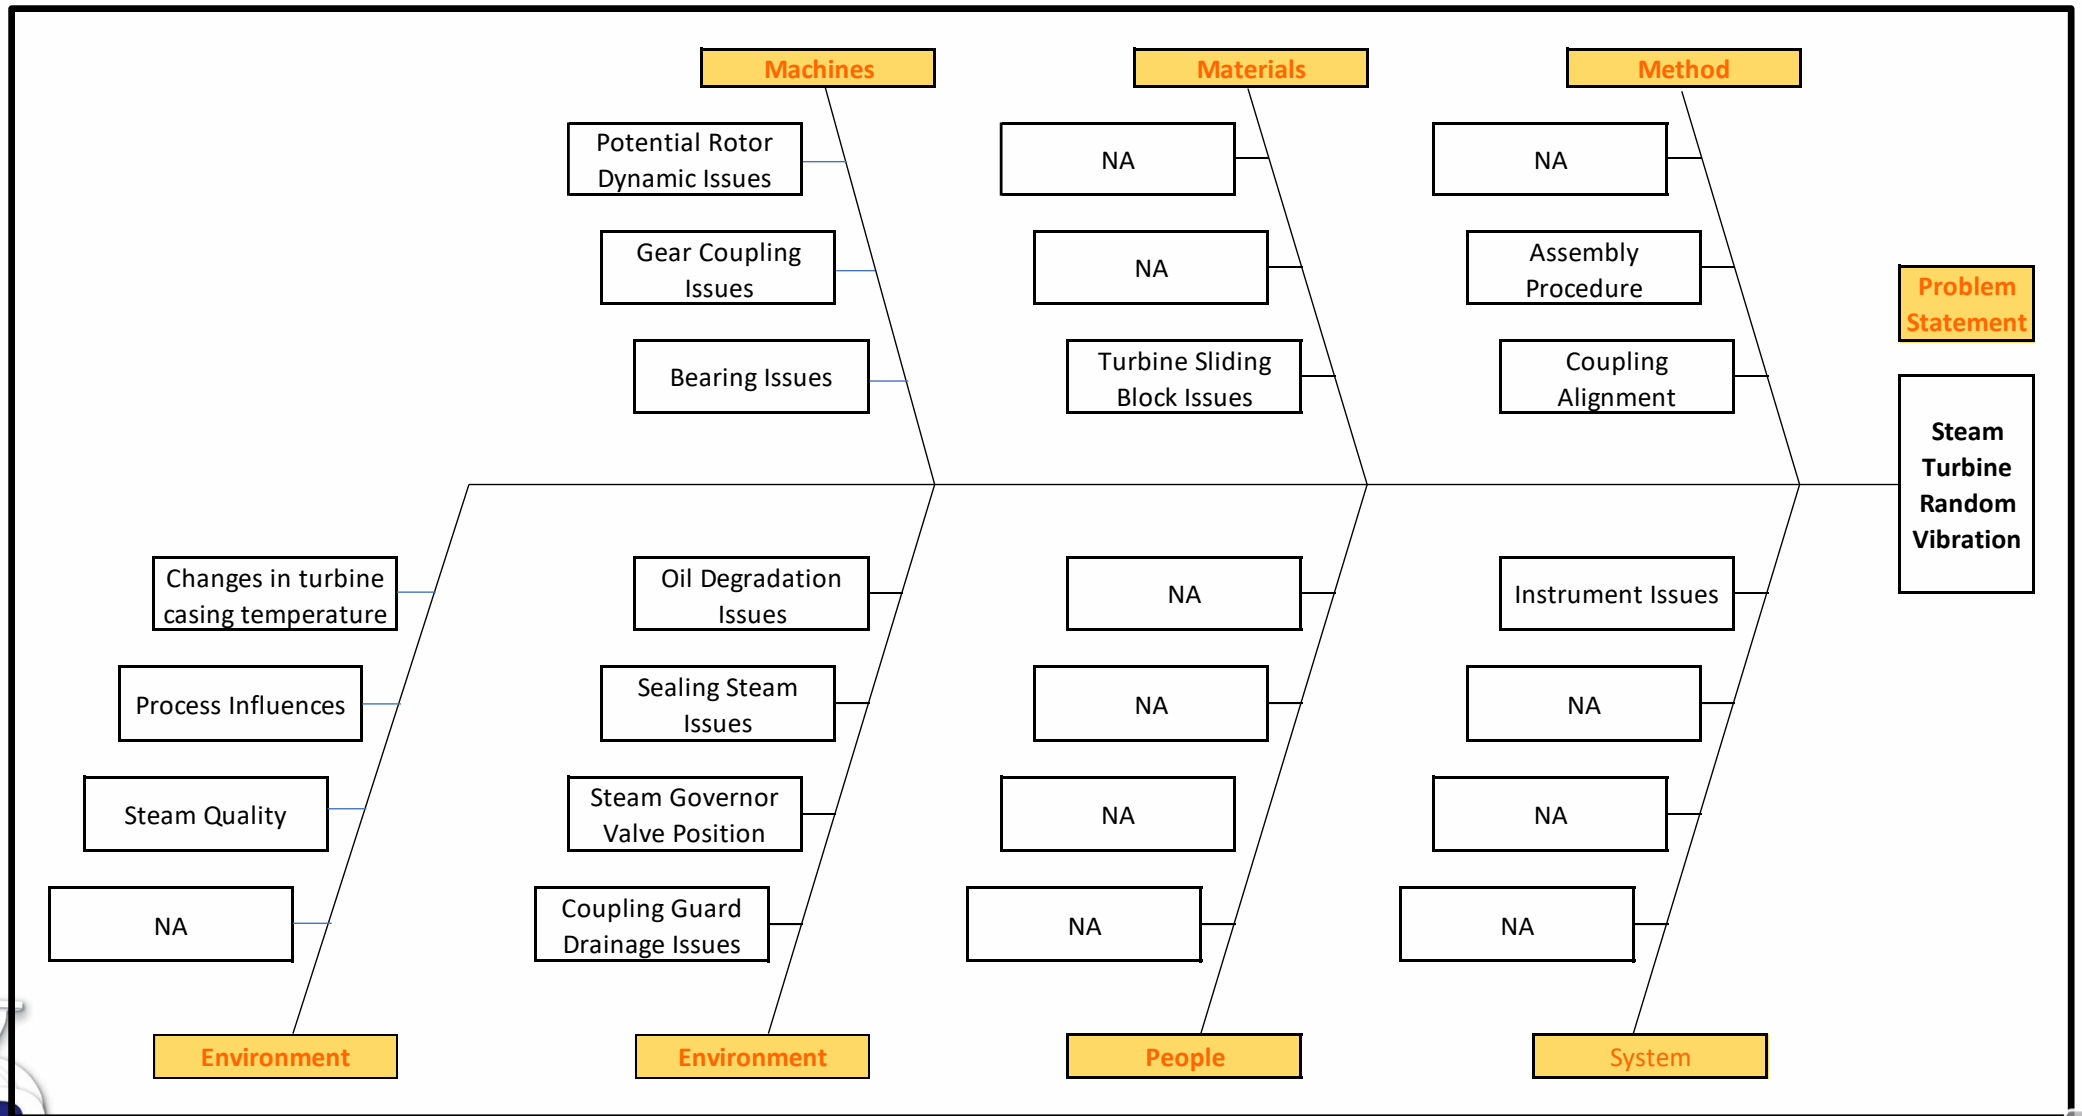 Machines
Materials
Method
Potential Rotor
Dynamic Issues
NA
NA
Gear Coupling
Issues
NA
Assembly
Procedure
Bearing Issues
Turbine Sliding
Block Issues
Coupling
Alignment
Problem
Statement
Steam
Turbine
Random
Vibration
Changes in turbine
casing temperature
Oil Degradation
Issues
NA
Instrument Issues
Process Influences
Sealing Steam
Issues
NA
NA
Steam Quality
Steam Governor
Valve Position
NA
NA
NA
Coupling Guard
Drainage Issues
NA
NA
Environment
Environment
People
System